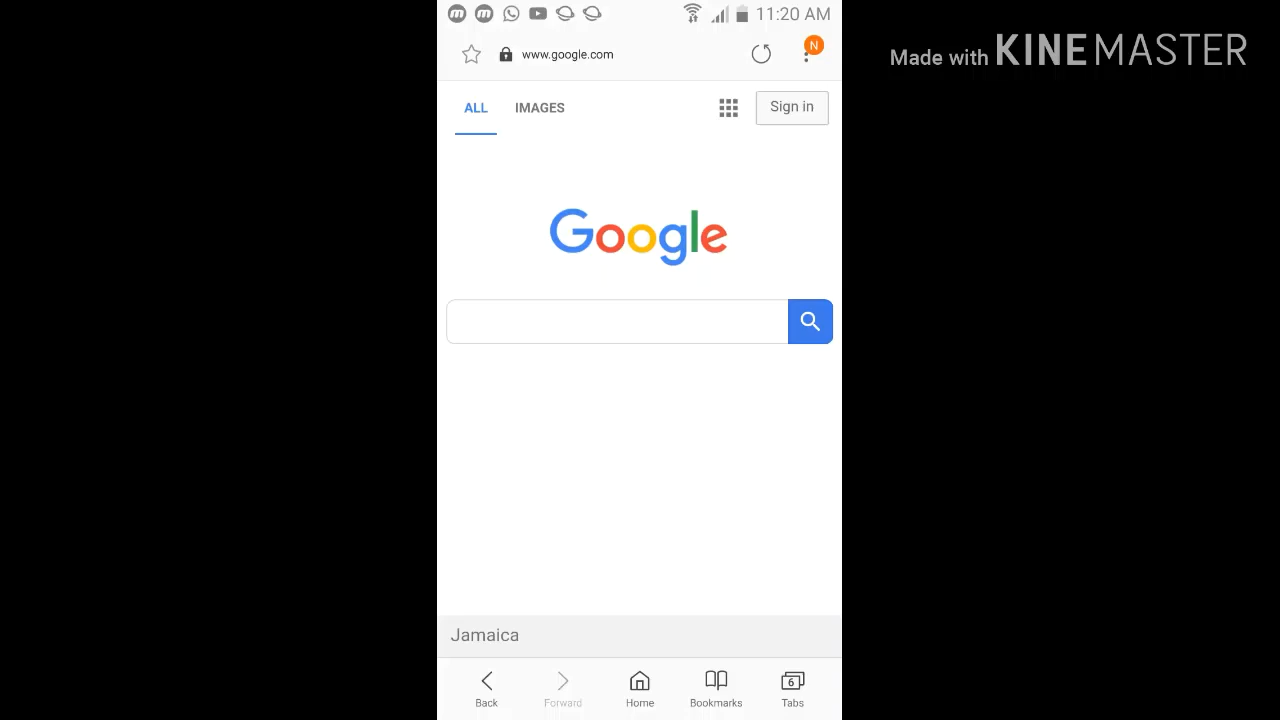 11:20 AM
www.google.com
N
Made with KINEMASTER
ALL IMAGES
Sign in
Google
Jamaica
6
Back Forward Home Bookmarks Tabs